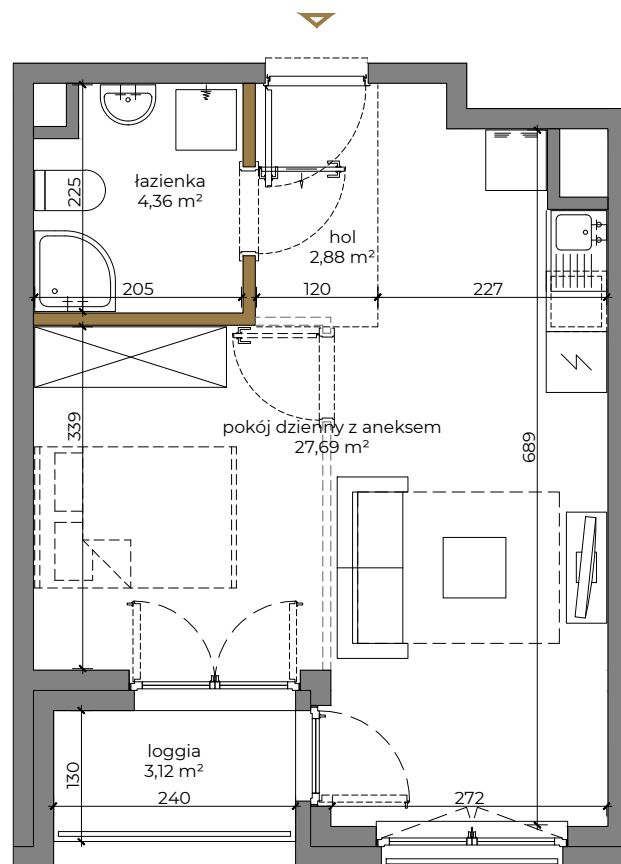 łazienka
4,36 m²
225
205
hol
2,88 m²
120
227
339
pokój dzienny z aneksem
27,69 m²
689
loggia
3,12 m²
130
240
272